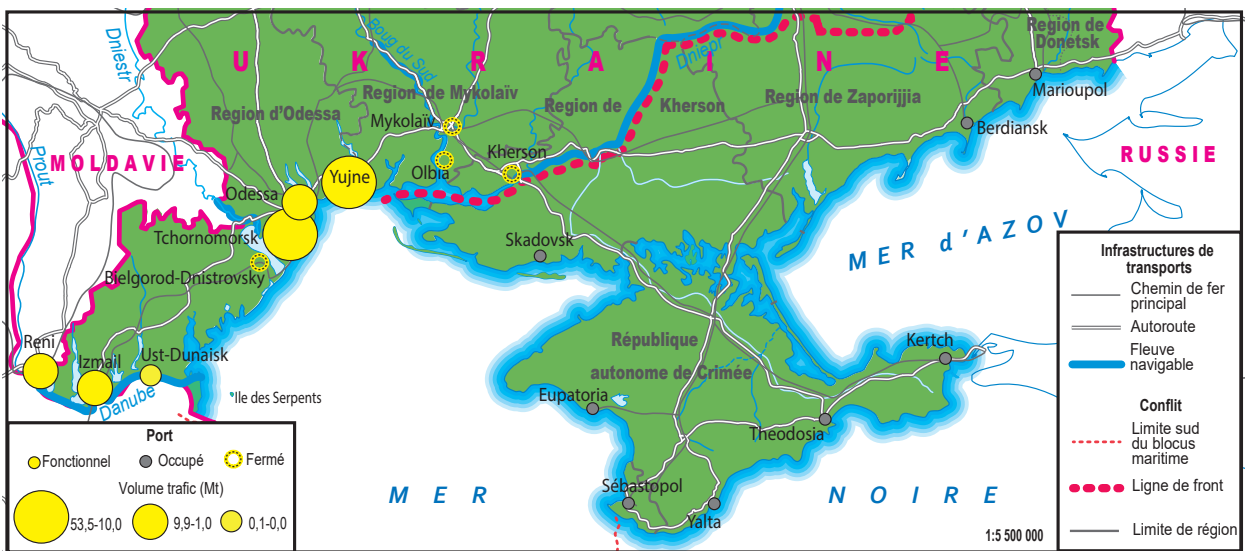 Dniestr
Boug du Sud
Dniepr
Region de
Donetsk
UKRAINE
Region de Mykolaïv
Region d'Odessa
Region de Kherson
Region de Zaporijjia
Marioupol
Mykolaïv
Berdiansk
Prout
MOLDAVIE
RUSSIE
Olbia
Kherson
Yujne
Odessa
Tchornomorsk
Skadovsk
MER d'AZOV
Bielgorod-Dnistrovsky
République
autonome de Crimée
Kertch
Reni
Izmail
Ust-Dunaisk
Danube
Ile des Serpents
Eupatoria
Theodosia
Sébastopol
Yalta
MER NOIRE
1:5 500 000
Port
Fonctionnel
Occupé
Fermé
Volume trafic (Mt)
53,5-10,0
9,9-1,0
0,1-0,0
Infrastructures de
transports
Chemin de fer
principal
Autoroute
Fleuve
navigable
Conflit
Limite sud
du blocus
maritime
Ligne de front
Limite de région